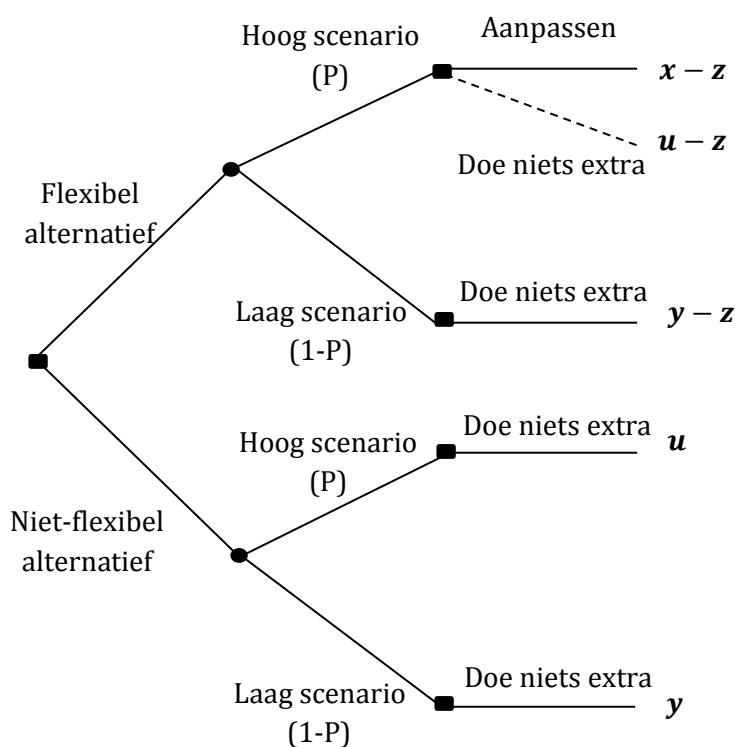 Hoog scenario
(P)
Aanpassen
x − z
u − z
Doe niets extra
Flexibel
alternatief
Laag scenario
(1-P)
Doe niets extra
y − z
Hoog scenario
(P)
Doe niets extra
u
Niet-flexibel
alternatief
Laag scenario
(1-P)
Doe niets extra
y